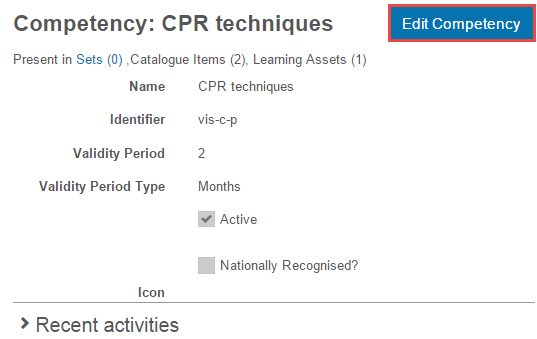 Competency: CPR techniques Edit Competency
Present in Sets (0) ,Catalogue Items (2), Learning Assets (1)
Name CPR techniques
Identifier vis-c-p
Validity Period 2
Validity Period Type Months
Active
Nationally Recognised?
Icon
Recent activities